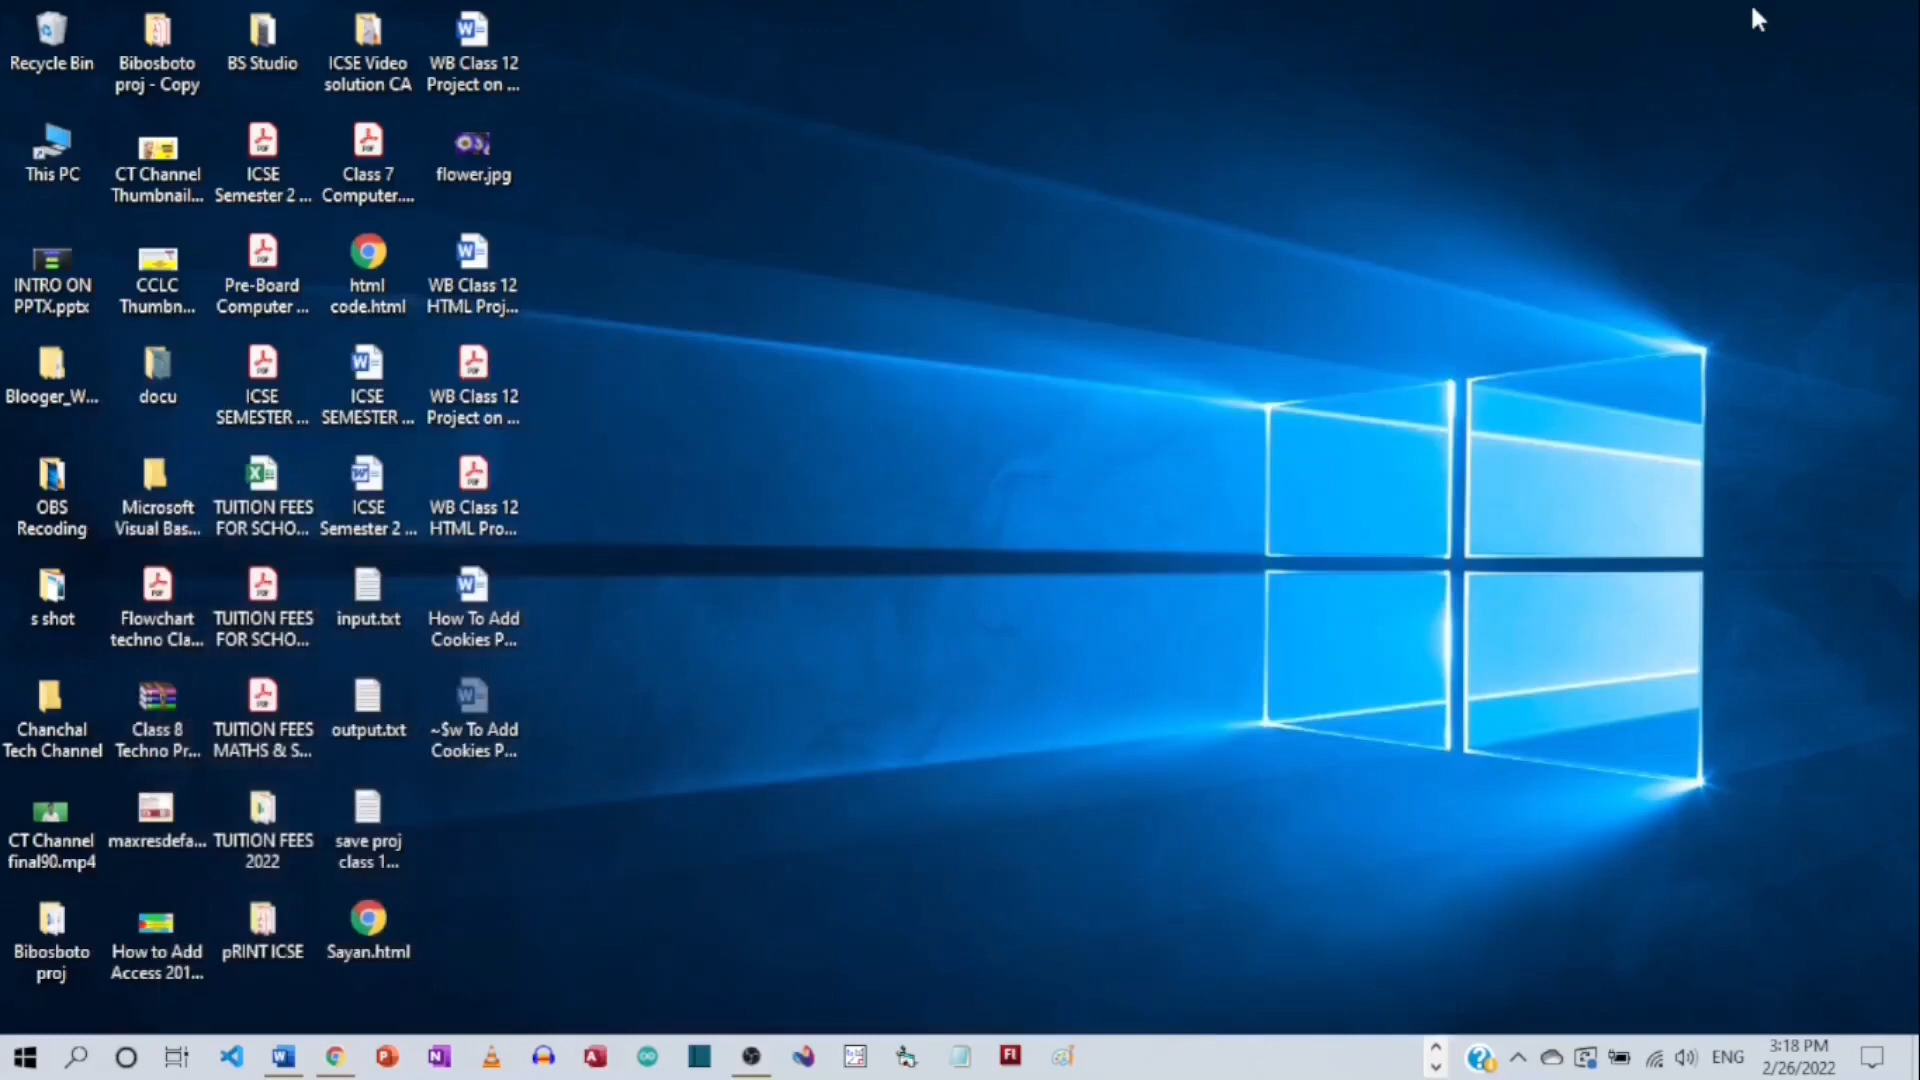 Recycle Bin
Bibosboto
proj - Copy
BS Studio
ICSE Video
solution CA
WB Class 12
Project on ...
This PC
CT Channel
Thumbnail...
ICSE
Semester 2 ...
Class 7
Computer....
flower.jpg
INTRO ON
PPTX.pptx
CCLC
Thumbn...
Pre-Board
Computer ...
html
code.html
WB Class 12
HTML Proj...
Blooger_W...
docu
ICSE
SEMESTER ...
ICSE
SEMESTER ...
WB Class 12
Project on ...
OBS
Recoding
Microsoft
Visual Bas...
TUITION FEES
FOR SCHO...
ICSE
Semester 2 ...
WB Class 12
HTML Pro...
s shot
Flowchart
techno Cla...
TUITION FEES
FOR SCHO...
input.txt
How To Add
Cookies P...
Chanchal
Tech Channel
Class 8
Techno Pr...
TUITION FEES
MATHS & S...
output.txt
~$w To Add
Cookies P...
CT Channel
final90.mp4
maxresdefa...
TUITION FEES
2022
save proj
class 1...
Bibosboto
proj
How to Add
Access 201...
pRINT ICSE
Sayan.html
ENG
3:18 PM
2/26/2022